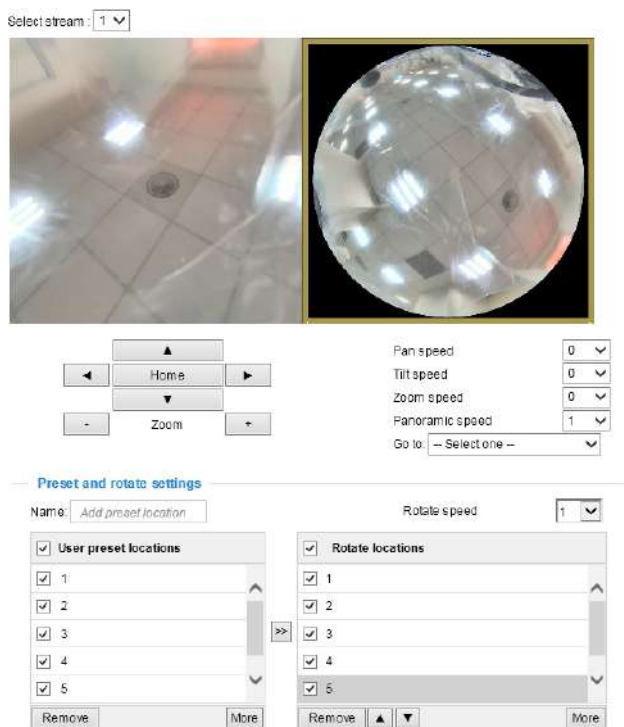 Select stream : 1
▲
◄ Home ►
▼
- Zoom +
Pan speed 0
Tilt speed 0
Zoom speed 0
Panoramic speed 1
Go to: -- Select one --
Preset and rotate settings
Name: Add preset location
Rotate speed 1
User preset locations
1
2
3
4
5
Remove More
>>
Rotate locations
1
2
3
4
5
Remove ▲ ▼ More